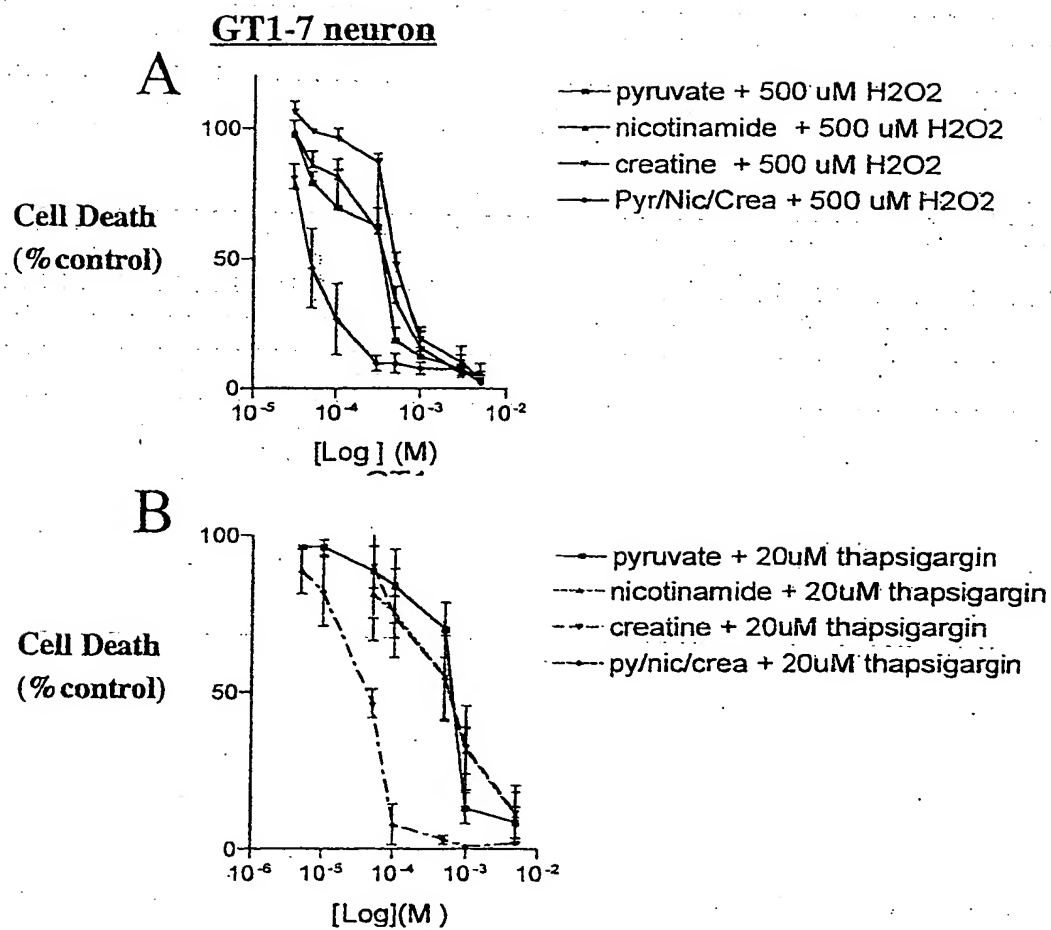 GT1-7 neuron
A
100
50
0
Cell Death
(% control)
10-5 10-4 10-3 10-2
[Log ] (M)
pyruvate + 500 uM H2O2
nicotinamide + 500 uM H2O2
creatine + 500 uM H2O2
Pyr/Nic/Crea + 500 uM H2O2
B
100
50
0
Cell Death
(% control)
10-6 10-5 10-4 10-3 10-2
[Log](M )
pyruvate + 20uM thapsigargin
nicotinamide + 20uM thapsigargin
creatine + 20uM thapsigargin
py/nic/crea + 20uM thapsigargin